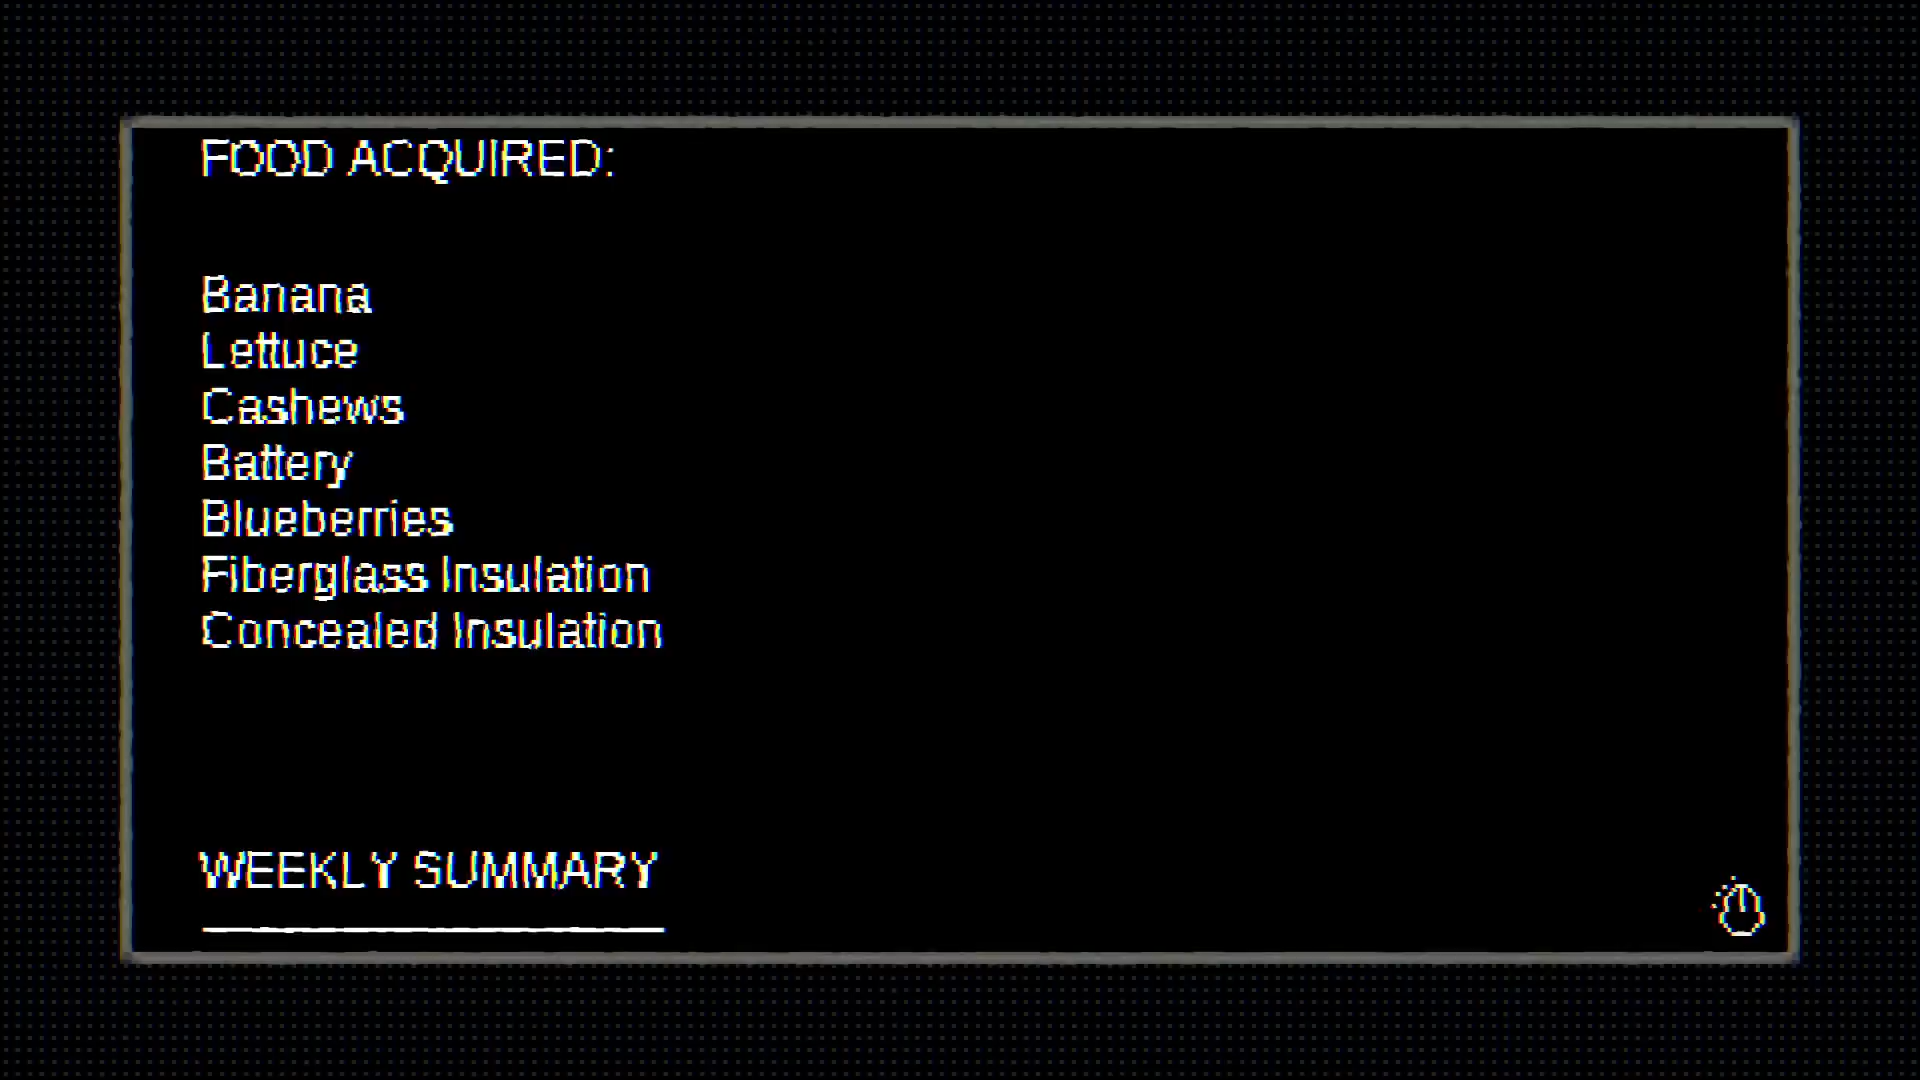 FOOD ACQUIRED:
Banana
Lettuce
Cashews
Battery
Blueberries
Fiberglass Insulation
Concealed Insulation
WEEKLY SUMMARY